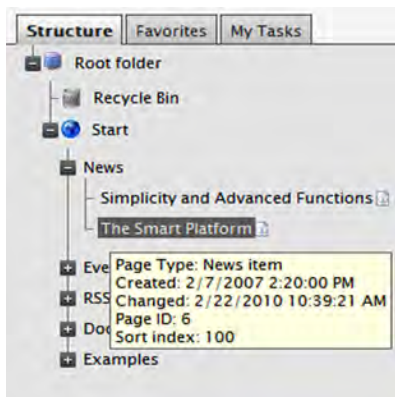 Structure Favorites My Tasks
Root folder
Recycle Bin
Start
News
Simplicity and Advanced Functions
The Smart Platform
Page Type: News item
Created: 2/7/2007 2:20:00 PM
Changed: 2/22/2010 10:39:21 AM
Page ID: 6
Sort index: 100
Eve
RSS
Doc
Examples